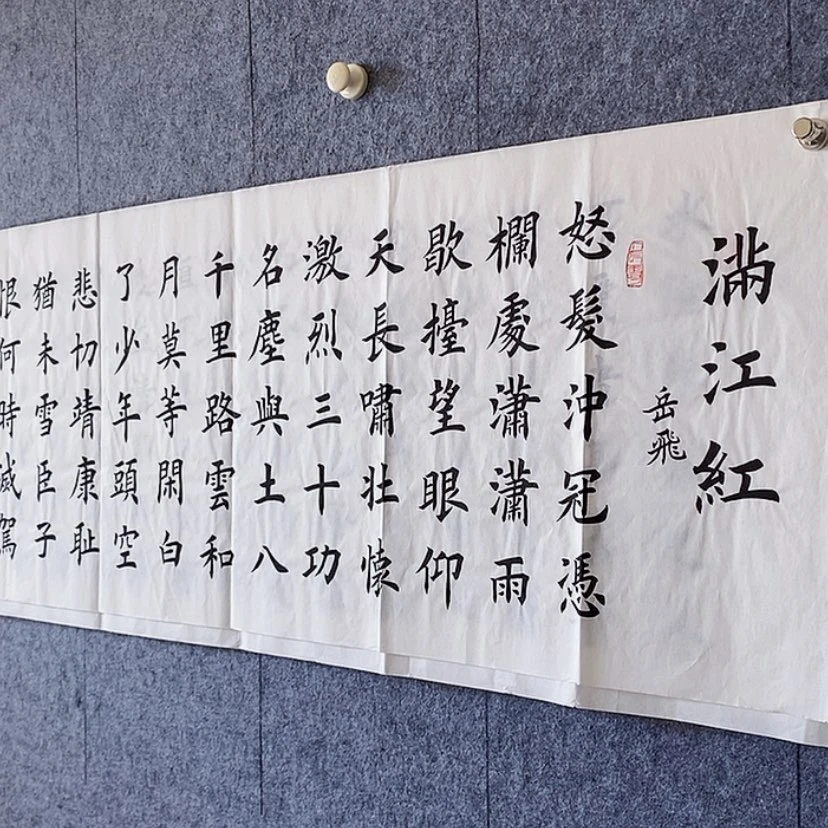 满江紅
岳飛
怒髮沖冠憑
欄處瀟瀟雨
歇擡望眼仰
天長嘯壯懷
激烈三十功
名塵與土八
千里路雲和
月莫等閑白
了少年頭空
悲切靖康耻
猶未雪臣子
恨何時滅駕